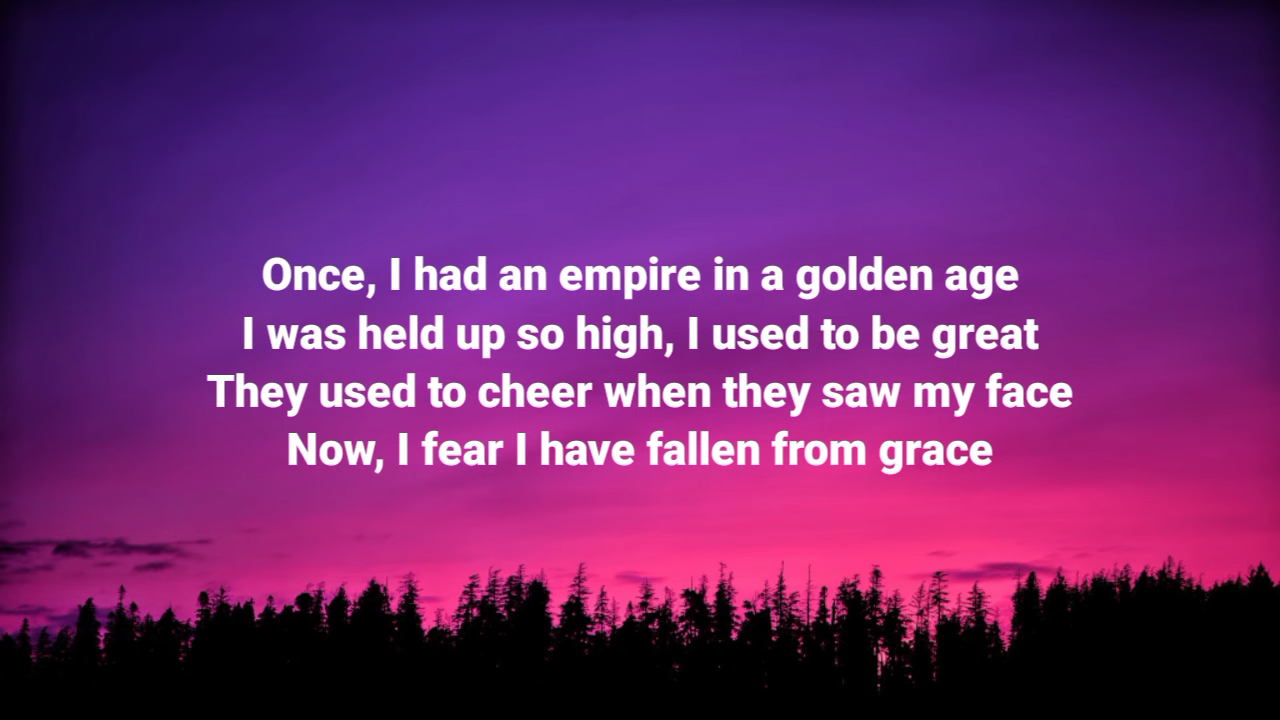 Once, I had an empire in a golden age
I was held up so high, I used to be great
They used to cheer when they saw my face
Now, I fear I have fallen from grace